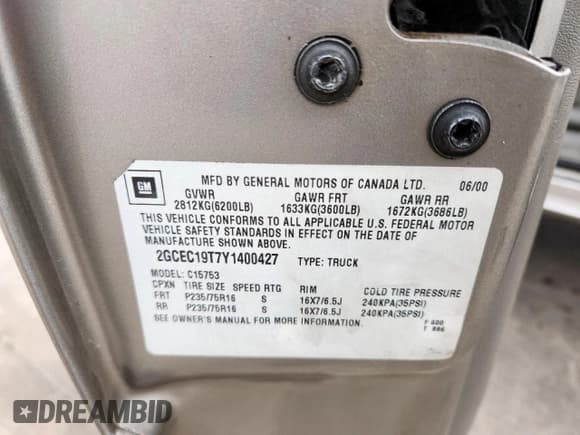 GM
MFD BY GENERAL MOTORS OF CANADA LTD. 06/00
GVWR GAWR FRT GAWR RR
2812KG(6200LB) 1633KG(3600LB) 1672KG(3686LB)
THIS VEHICLE CONFORMS TO ALL APPLICABLE U.S. FEDERAL MOTOR
VEHICLE SAFETY STANDARDS IN EFFECT ON THE DATE OF
MANUFACTURE SHOWN ABOVE.
2GCEC19T7Y1400427 TYPE: TRUCK
MODEL: C15753
CPXN TIRE SIZE SPEED RTG RIM COLD TIRE PRESSURE
FRT P235/75R16 S 16X7/6.5J 240KPA(35PSI)
RR P235/75R16 S 16X7/6.5J 240KPA(35PSI)
SEE OWNER'S MANUAL FOR MORE INFORMATION.
F 600
T 886
DREAMBID